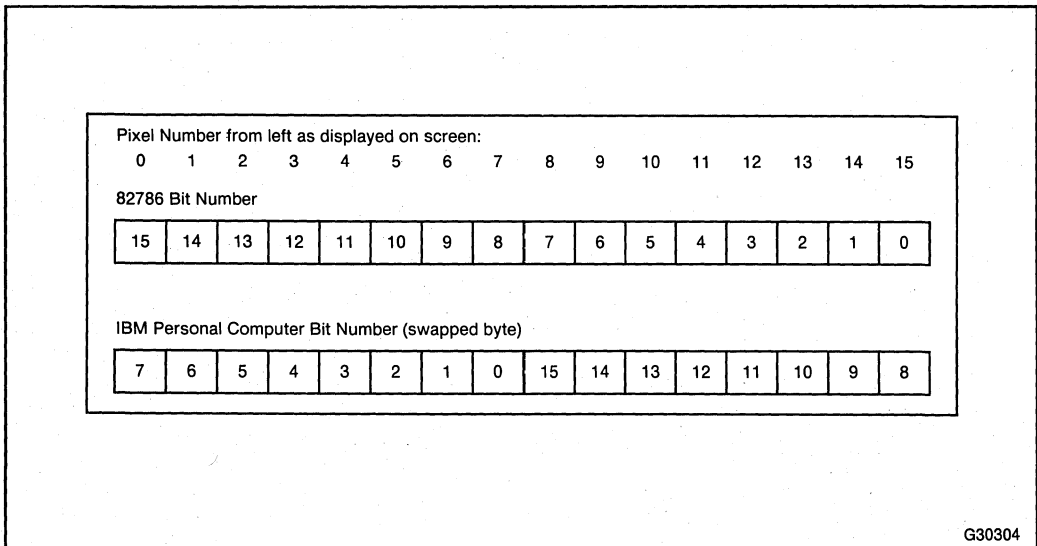 Pixel Number from left as displayed on screen:
0 1 2 3 4 5 6 7 8 9 10 11 12 13 14 15
82786 Bit Number
15 14 13 12 11 10 9 8 7 6 5 4 3 2 1 0
IBM Personal Computer Bit Number (swapped byte)
7 6 5 4 3 2 1 0 15 14 13 12 11 10 9 8
G30304